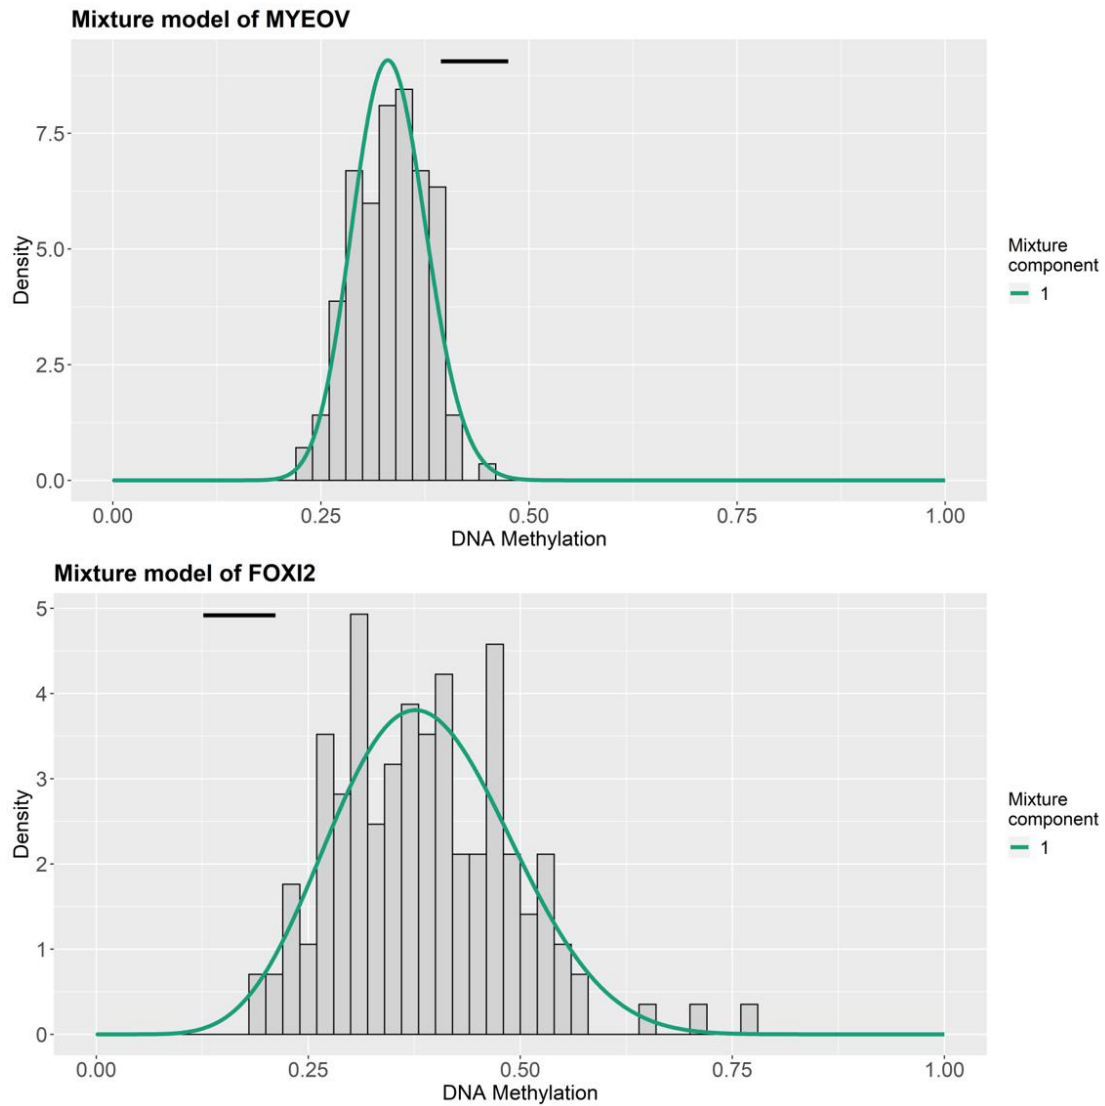 Mixture model of MYEOV
7.5
5.0
2.5
0.0
Density
0.00 0.25 0.50 0.75 1.00
DNA Methylation
Mixture
component
1
Mixture model of FOXI2
5
4
3
2
1
0
Density
0.00 0.25 0.50 0.75 1.00
DNA Methylation
Mixture
component
1